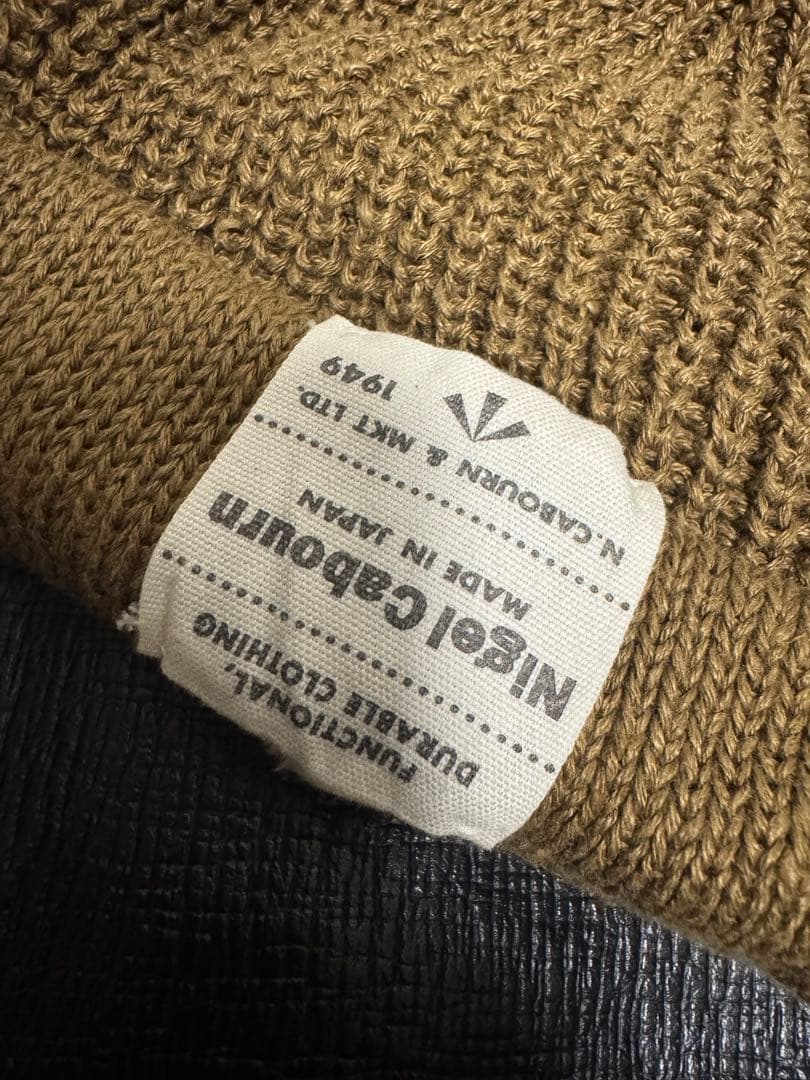 FUNCTIONAL,
DURABLE CLOTHING
Nigel Cabourn
MADE IN JAPAN
N.CABOURN & MKT LTD.
1949